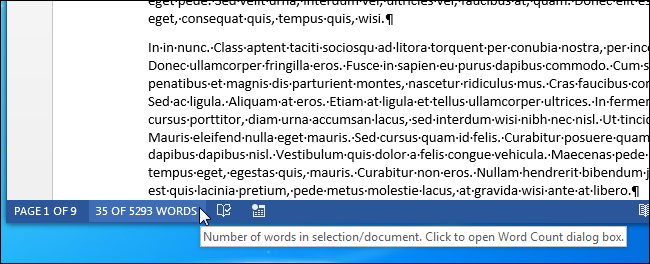 eget, consequat quis, tempus quis, wisi.¶
In·in·nunc.·Class·aptent·taciti·sociosqu·ad·litora·torquent·per·conubia·nostra,·per·
Donec·ullamcorper·fringilla·eros.·Fusce·in·sapien·eu·purus·dapibus·commodo.·Cum·s
penatibus·et·magnis·dis·parturient·montes,·nascetur·ridiculus·mus.·Cras·faucibus·con
Sed·ac·ligula.·Aliquam·at·eros.·Etiam·at·ligula·et·tellus·ullamcorper·ultrices.·In·fermen
cursus·porttitor,·diam·urna·accumsan·lacus,·sed·interdum·wisi·nibh·nec·nisl.·Ut·tincid
Mauris·eleifend·nulla·eget·mauris.·Sed·cursus·quam·id·felis.·Curabitur·posuere·quam
dapibus·dapibus·nisl.·Vestibulum·quis·dolor·a·felis·congue·vehicula.·Maecenas·pede·
tempus·eget,·egestas·quis,·mauris.·Curabitur·non·eros.·Nullam·hendrerit·bibendum·j
est·quis·lacinia·pretium,·pede·metus·molestie·lacus,·at·gravida·wisi·ante·at·libero.¶
PAGE 1 OF 9 35 OF 5293 WORDS
Number of words in selection/document. Click to open Word Count dialog box.